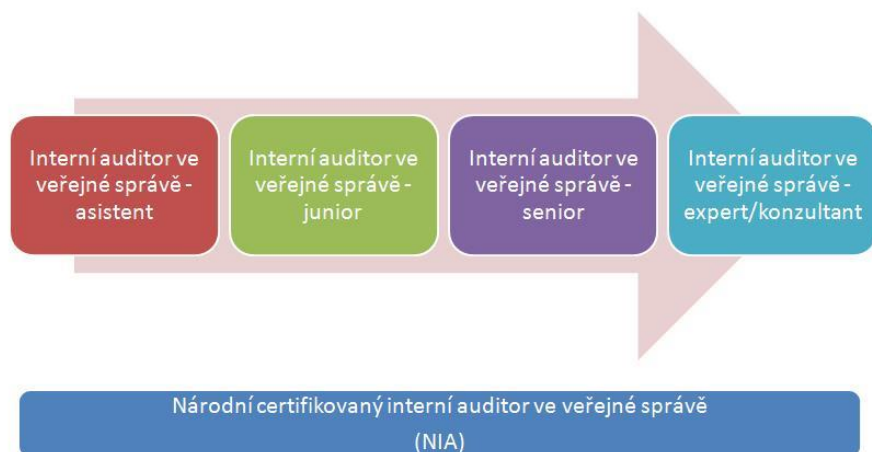 Interní auditor ve
veřejné správě -
asistent
Interní auditor ve
veřejné správě -
junior
Interní auditor ve
veřejné správě -
senior
Interní auditor ve
veřejné správě -
expert/konzultant
Národní certifikovaný interní auditor ve veřejné správě
(NIA)